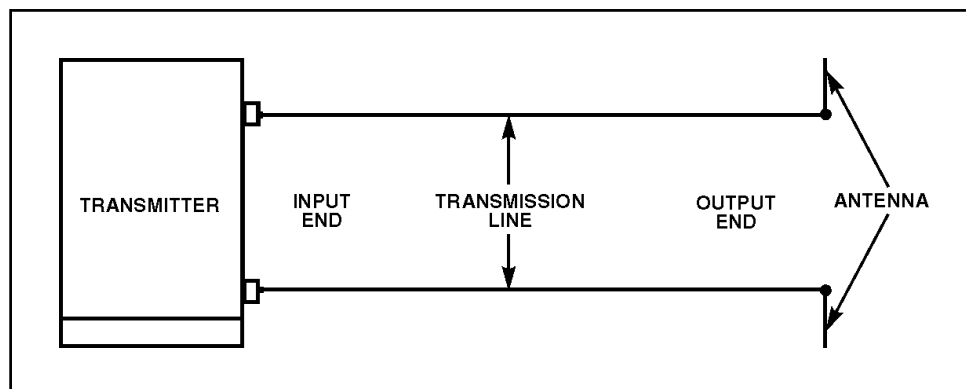 TRANSMITTER
INPUT
END
TRANSMISSION
LINE
OUTPUT
END
ANTENNA